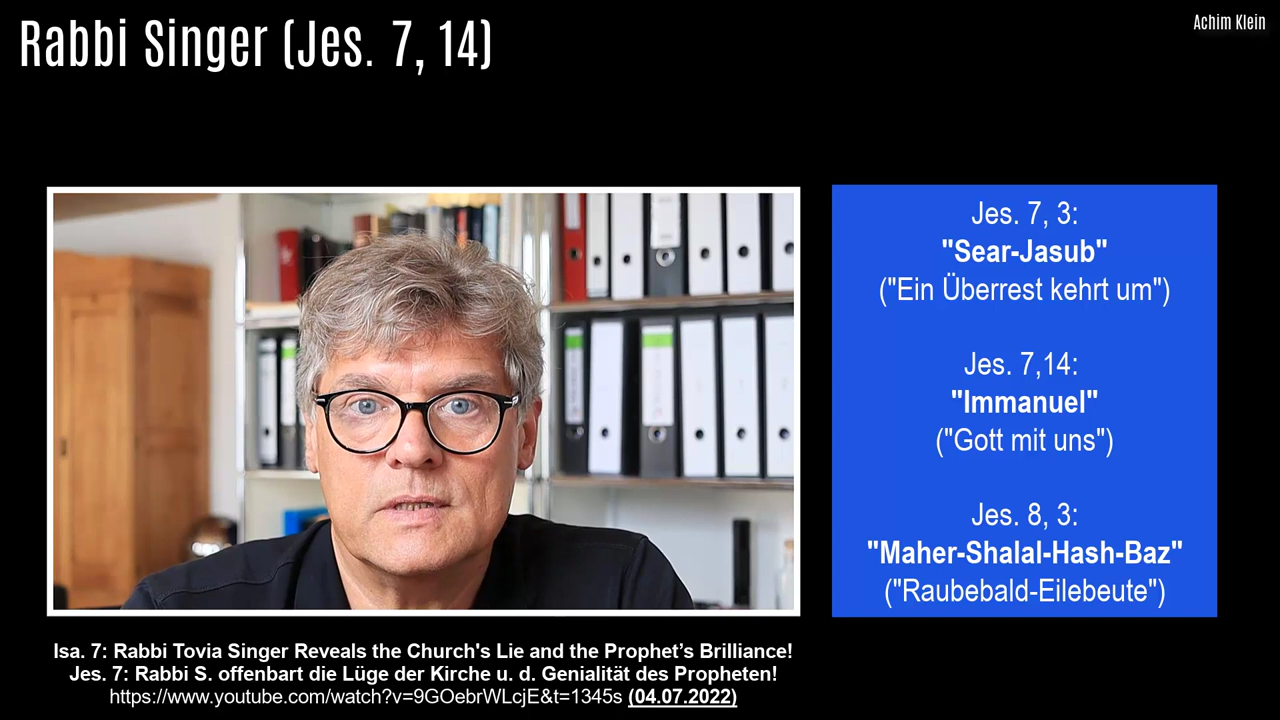 Rabbi Singer (Jes. 7, 14)
Achim Klein
Jes. 7, 3:
"Sear-Jasub"
("Ein Überrest kehrt um")
Jes. 7,14:
"Immanuel"
("Gott mit uns")
Jes. 8, 3:
"Maher-Shalal-Hash-Baz"
("Raubebald-Eilebeute")
Isa. 7: Rabbi Tovia Singer Reveals the Church's Lie and the Prophet’s Brilliance!
Jes. 7: Rabbi S. offenbart die Lüge der Kirche u. d. Genialität des Propheten!
https://www.youtube.com/watch?v=9GOebrWLcjE&t=1345s (04.07.2022)